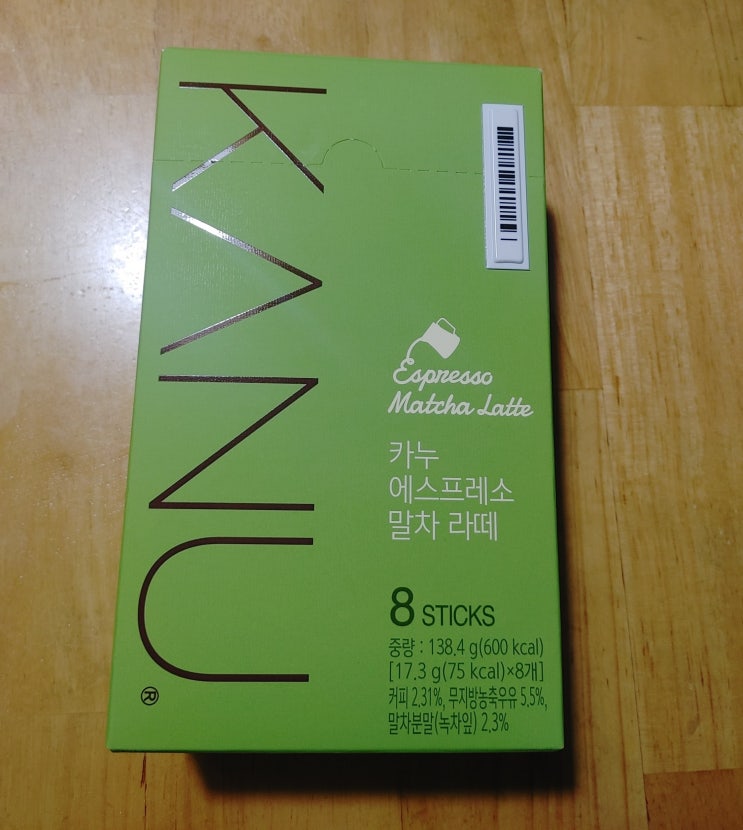 KANU®
Espresso
Matcha Latte
카누
에스프레소
말차 라떼
8 STICKS
중량 : 138.4 g(600 kcal)
[17.3 g(75 kcal)×8개]
커피 2.31%, 무지방농축우유 5.5%,
말차분말(녹차잎) 2.3%